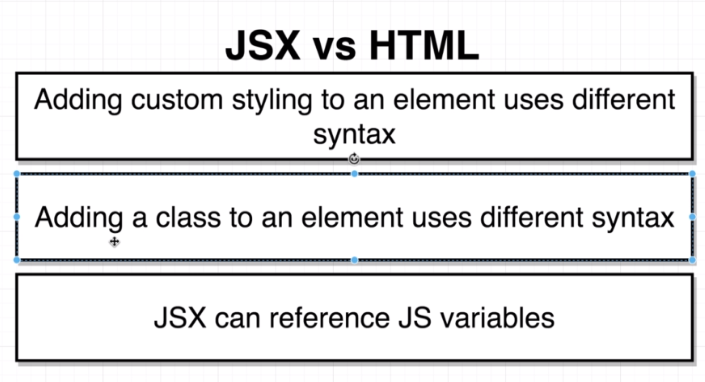 JSX vs HTML
Adding custom styling to an element uses different
syntax
Adding a class to an element uses different syntax
JSX can reference JS variables